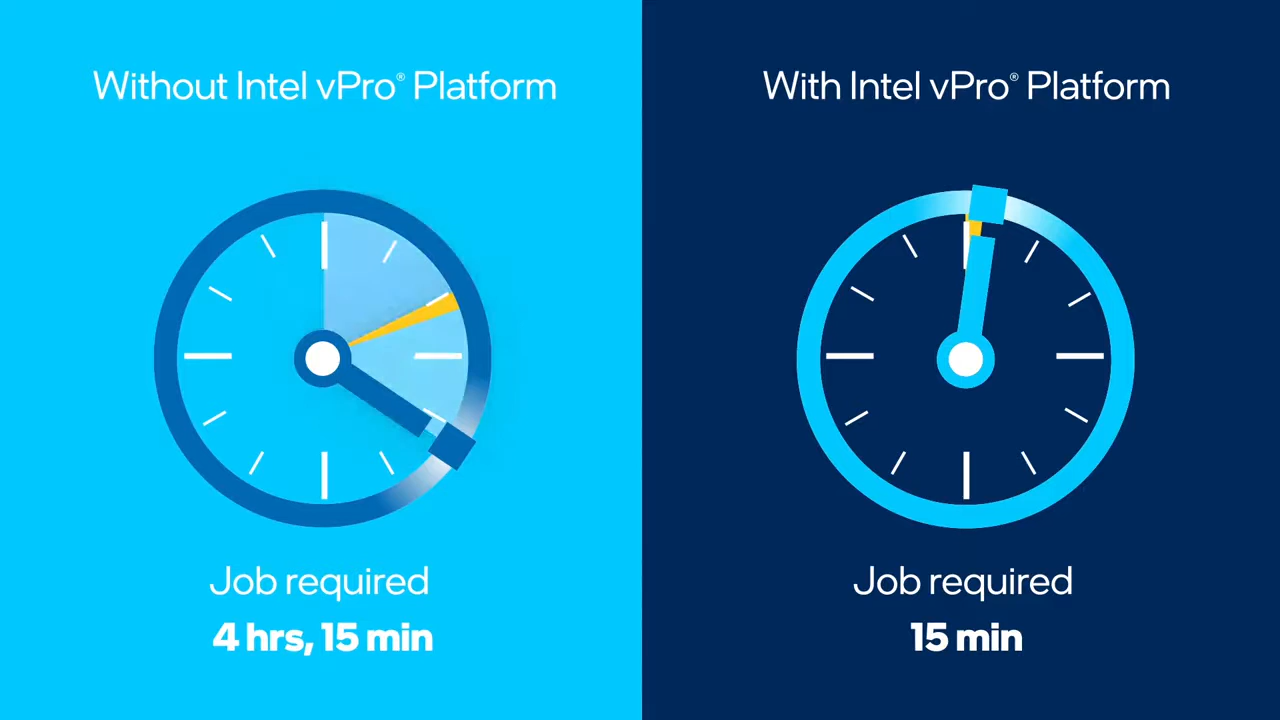 Without Intel vPro® Platform
Job required
4 hrs, 15 min
With Intel vPro® Platform
Job required
15 min